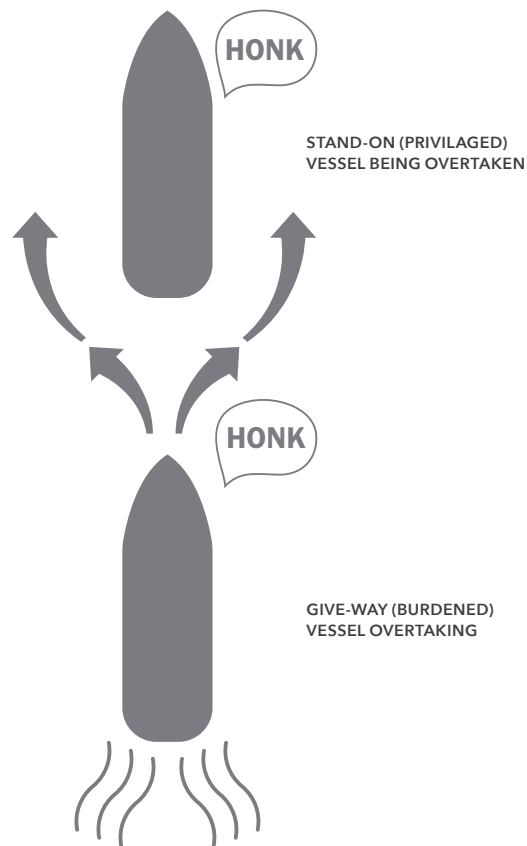 HONK
STAND-ON (PRIVILAGED)
VESSEL BEING OVERTAKEN
HONK
GIVE-WAY (BURDENED)
VESSEL OVERTAKING